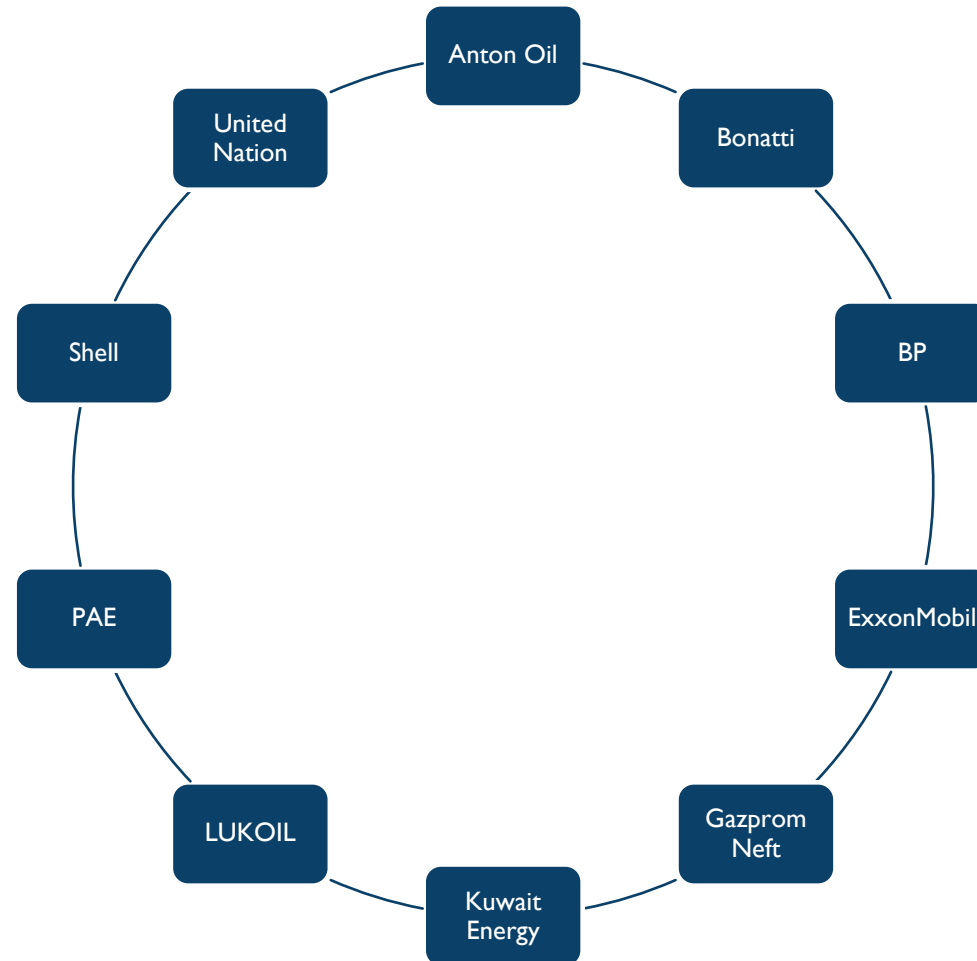 Anton Oil
Bonatti
BP
ExxonMobil
Gazprom
Neft
Kuwait
Energy
LUKOIL
PAE
Shell
United
Nation